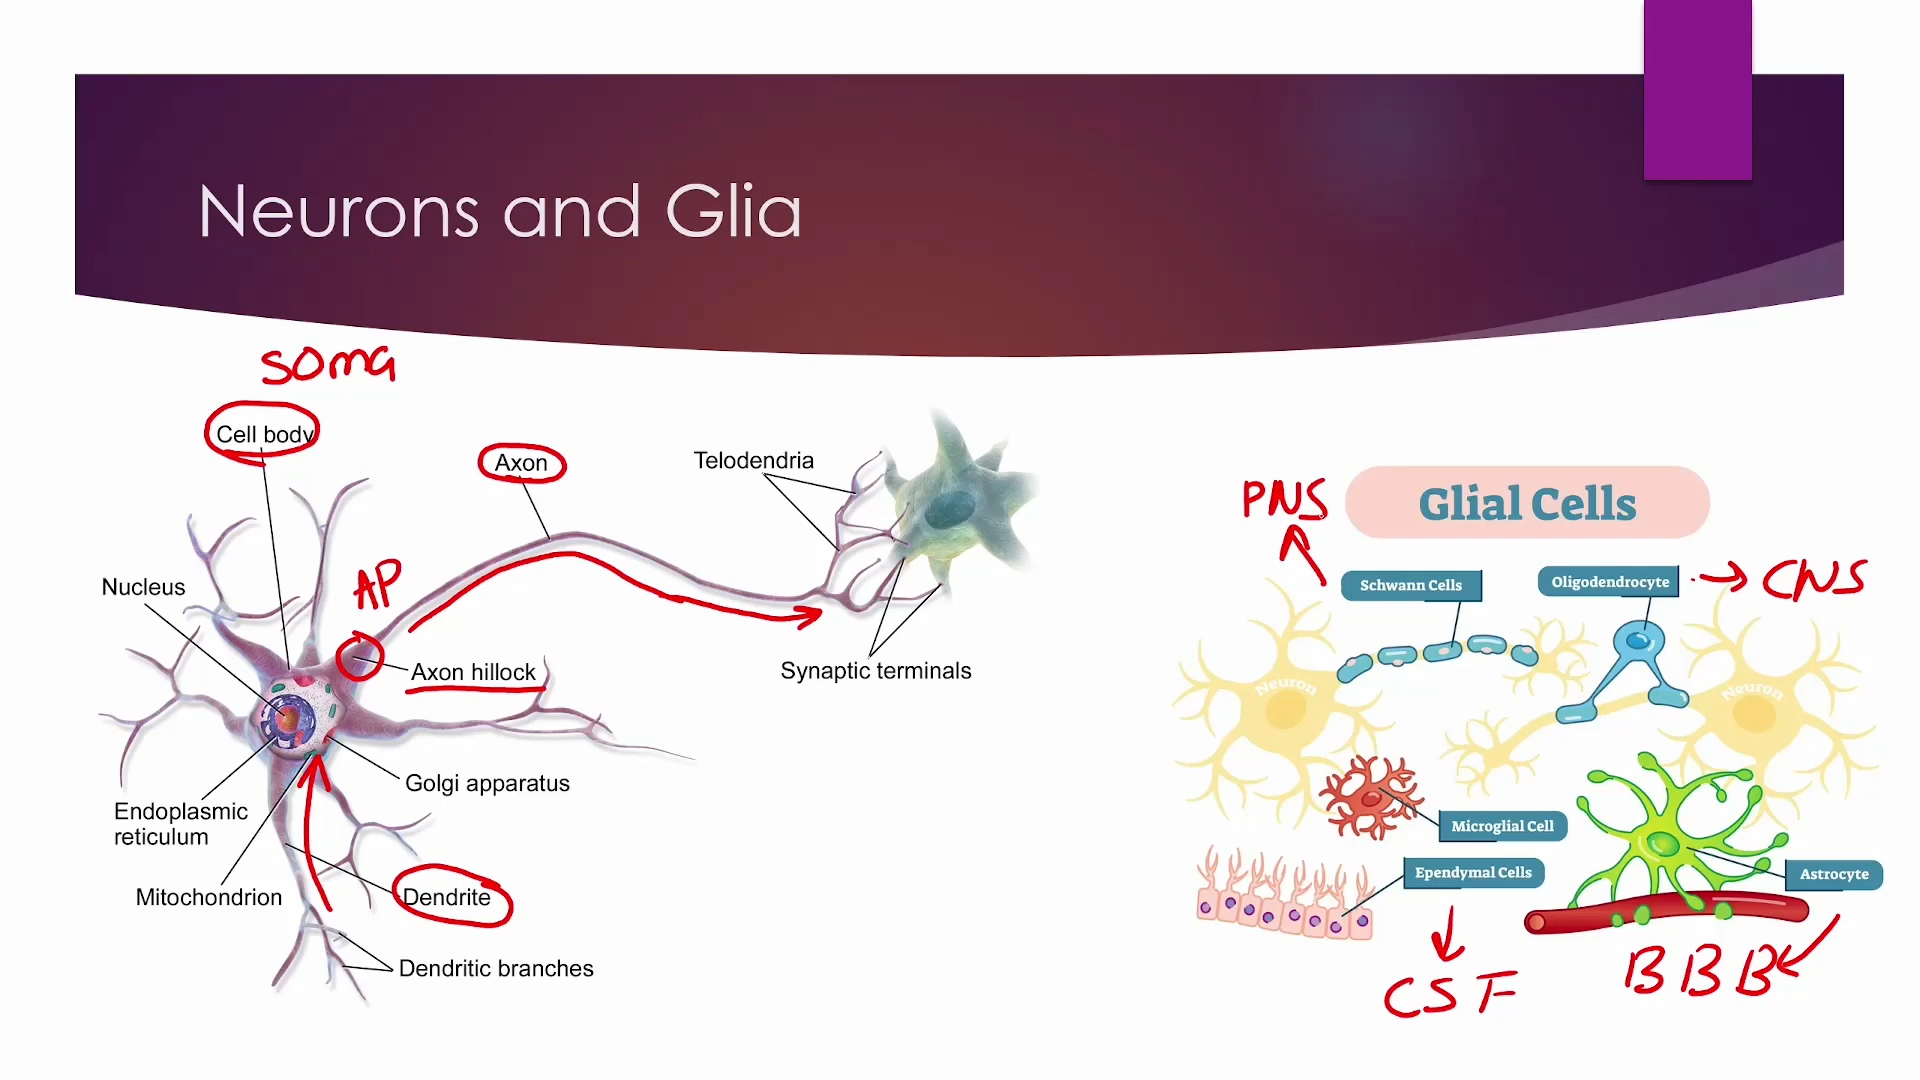 Neurons and Glia
soma
Cell body
Axon
Telodendria
Nucleus
AP
Axon hillock
Synaptic terminals
Golgi apparatus
Endoplasmic
reticulum
Mitochondrion
Dendrite
Dendritic branches
PNS
Glial Cells
Schwann Cells
Oligodendrocyte
CNS
Neuron
Neuron
Microglial Cell
Ependymal Cells
Astrocyte
CSF
BBB